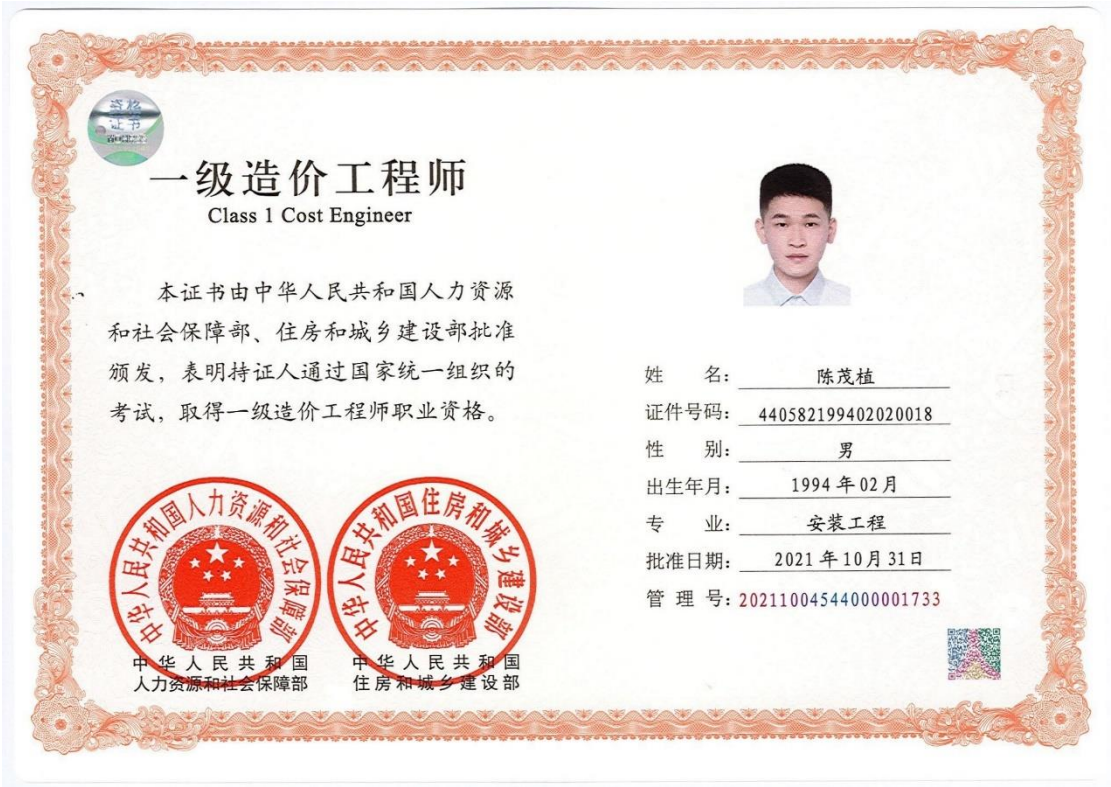 资格
证书
一级造价工程师
Class 1 Cost Engineer
本证书由中华人民共和国人力资源
和社会保障部、住房和城乡建设部批准
颁发，表明持证人通过国家统一组织的
考试，取得一级造价工程师职业资格。
中华人民共和国人力资源和社会保障部
中华人民共和国住房和城乡建设部
中华人民共和国
人力资源和社会保障部
中华人民共和国
住房和城乡建设部
姓 名：陈茂植
证件号码：440582199402020018
性 别：男
出生年月：1994年02月
专 业：安装工程
批准日期：2021年10月31日
管 理 号：20211004544000001733